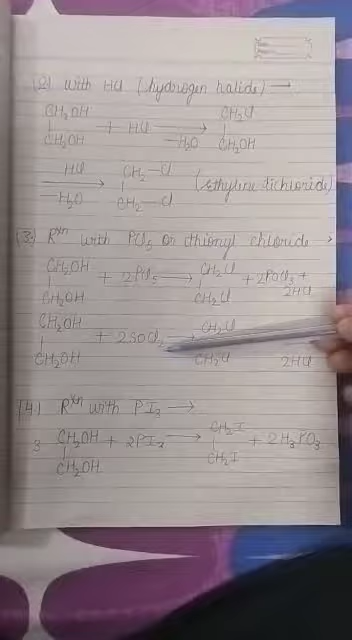 (2) with HCl (hydrogen halide) →
CH₂OH CH₂Cl
| + HCl ⟶ |
CH₂OH -H₂O CH₂OH
HCl CH₂-Cl
⟶ | (Ethylene dichloride)
-H₂O CH₂-Cl
(3) Rˣⁿ with PCl₅ or thionyl chloride →
CH₂OH CH₂Cl
| + 2PCl₅ ⟶ | + 2POCl₃ +
CH₂OH CH₂Cl 2HCl
CH₂OH CH₂Cl
| + 2SOCl₂
CH₂OH CH₂Cl 2HCl
(4.) Rˣⁿ with PI₃ →
3 CH₂OH + 2PI₃ ⟶ CH₂I + 2H₃PO₃
| |
CH₂OH CH₂I